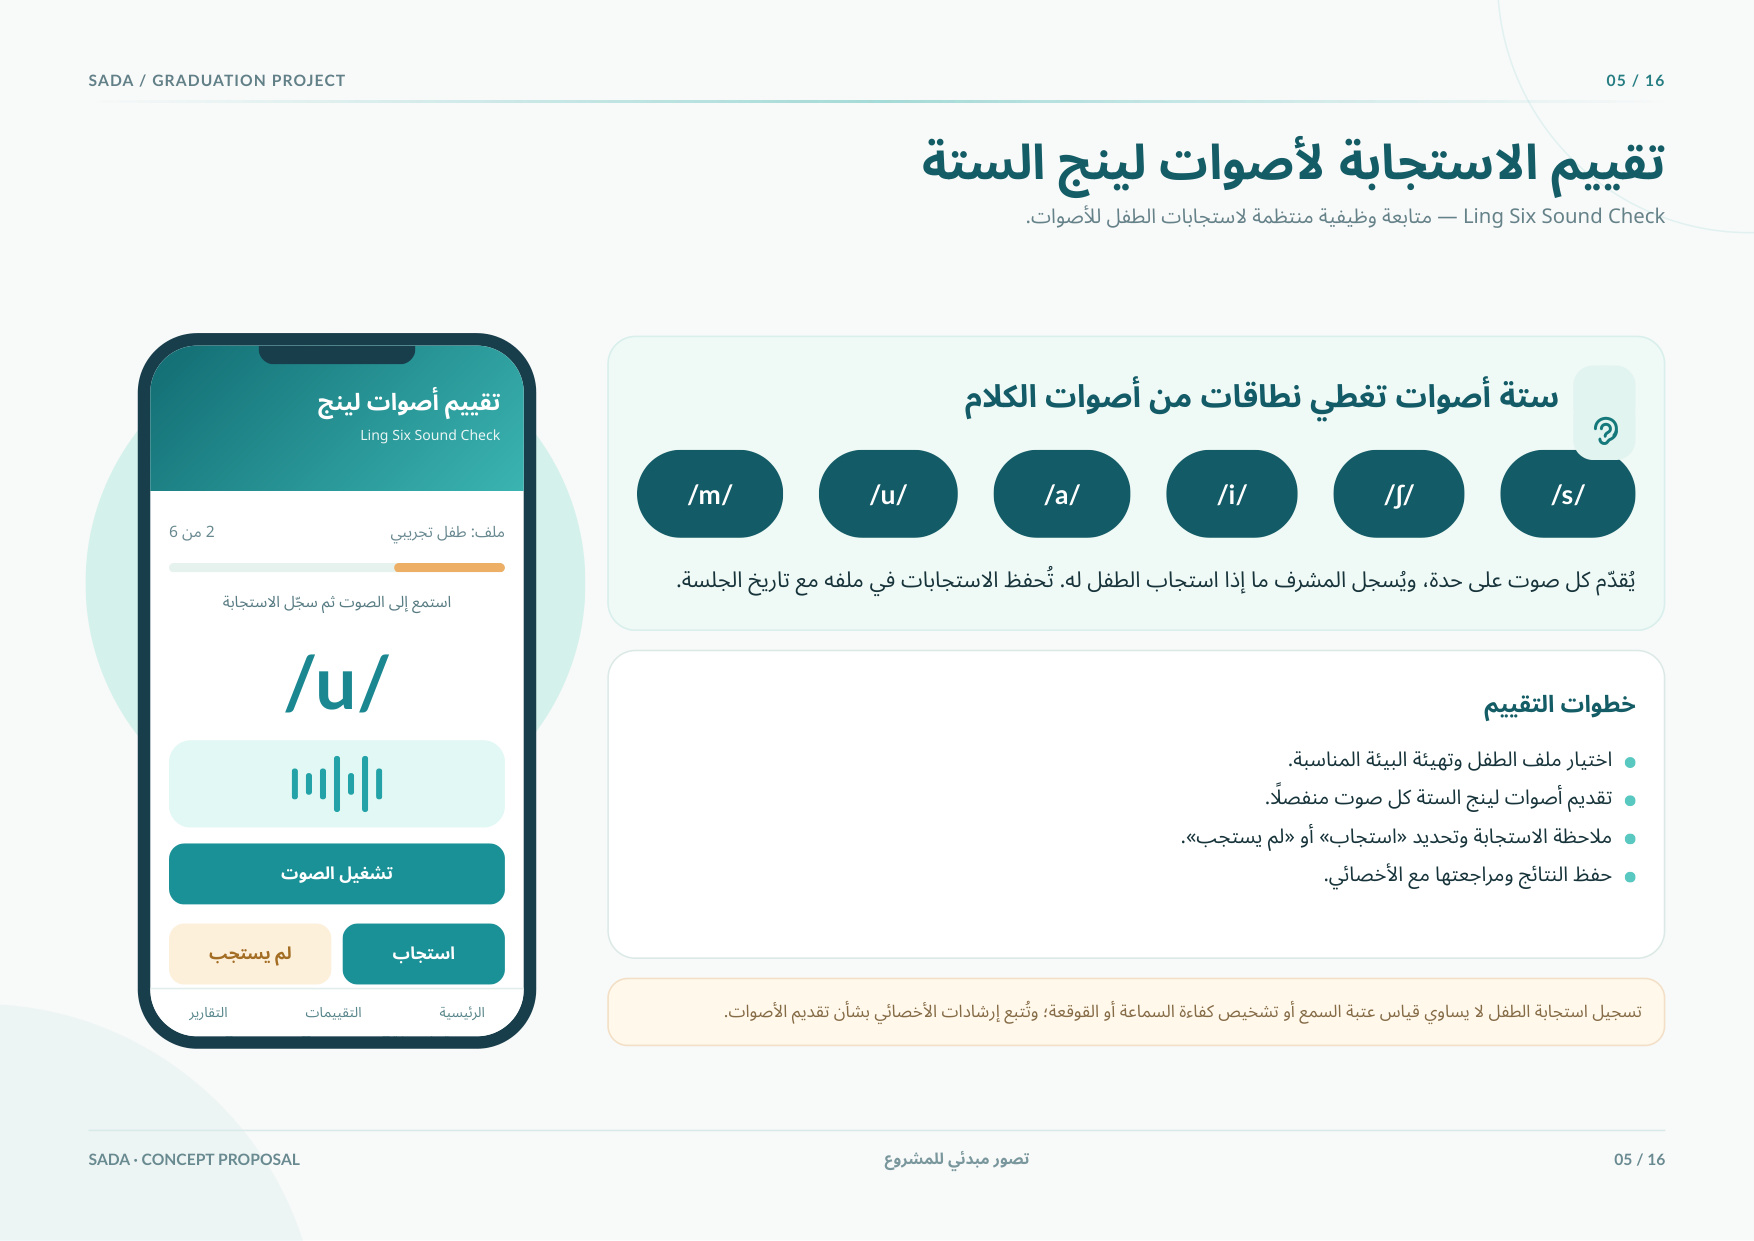 SADA / GRADUATION PROJECT
05 / 16
تقييم الاستجابة لأصوات لينج الستة
Ling Six Sound Check — متابعة وظيفية منتظمة لاستجابات الطفل للأصوات.
ستة أصوات تغطي نطاقات من أصوات الكلام
/s/
/ʃ/
/i/
/a/
/u/
/m/
يُقدّم كل صوت على حدة، ويُسجل المشرف ما إذا استجاب الطفل له. تُحفظ الاستجابات في ملفه مع تاريخ الجلسة.
خطوات التقييم
اختيار ملف الطفل وتهيئة البيئة المناسبة.
تقديم أصوات لينج الستة كل صوت منفصلًا.
ملاحظة الاستجابة وتحديد «استجاب» أو «لم يستجب».
حفظ النتائج ومراجعتها مع الأخصائي.
تسجيل استجابة الطفل لا يساوي قياس عتبة السمع أو تشخيص كفاءة السماعة أو القوقعة؛ وتُتبع إرشادات الأخصائي بشأن تقديم الأصوات.
تقييم أصوات لينج
Ling Six Sound Check
ملف: طفل تجريبي
2 من 6
استمع إلى الصوت ثم سجّل الاستجابة
/u/
تشغيل الصوت
استجاب
لم يستجب
الرئيسية
التقييمات
التقارير
SADA · CONCEPT PROPOSAL
تصور مبدئي للمشروع
05 / 16